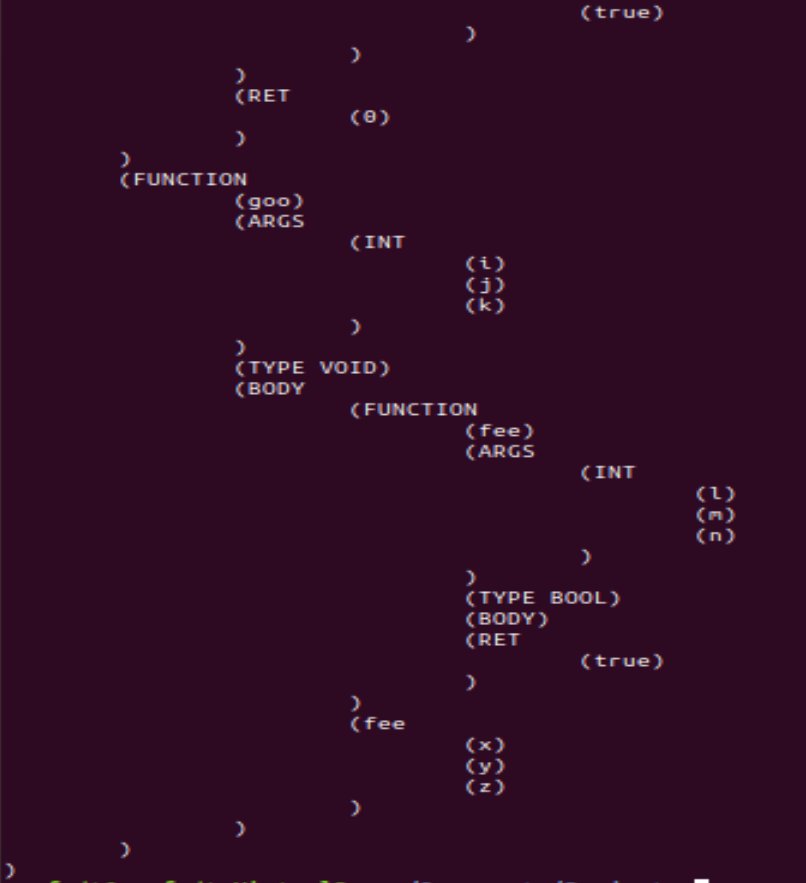 (true)
)
)
)
(RET
(0)
)
)
(FUNCTION
(goo)
(ARGS
(INT
(i)
(j)
(k)
)
)
(TYPE VOID)
(BODY
(FUNCTION
(fee)
(ARGS
(INT
(l)
(m)
(n)
)
)
(TYPE BOOL)
(BODY)
(RET
(true)
)
)
(fee
(x)
(y)
(z)
)
)
)
)